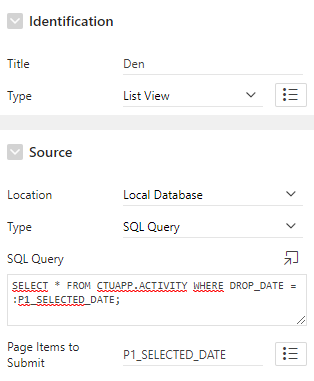 Identification
Title Den
Type List View
Source
Location Local Database
Type SQL Query
SQL Query
SELECT * FROM CTUAPP.ACTIVITY WHERE DROP_DATE =
:P1_SELECTED_DATE;
Page Items to
Submit P1_SELECTED_DATE